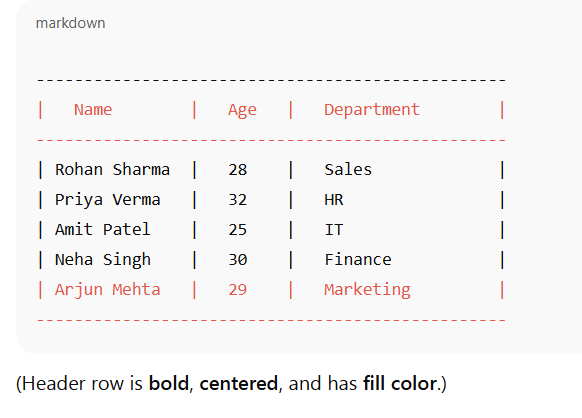 markdown
-------------------------------------------------
|   Name        |   Age   |   Department        |
-------------------------------------------------
| Rohan Sharma  |   28    |   Sales             |
| Priya Verma   |   32    |   HR                |
| Amit Patel    |   25    |   IT                |
| Neha Singh    |   30    |   Finance           |
| Arjun Mehta   |   29    |   Marketing         |
-------------------------------------------------
(Header row is bold, centered, and has fill color.)